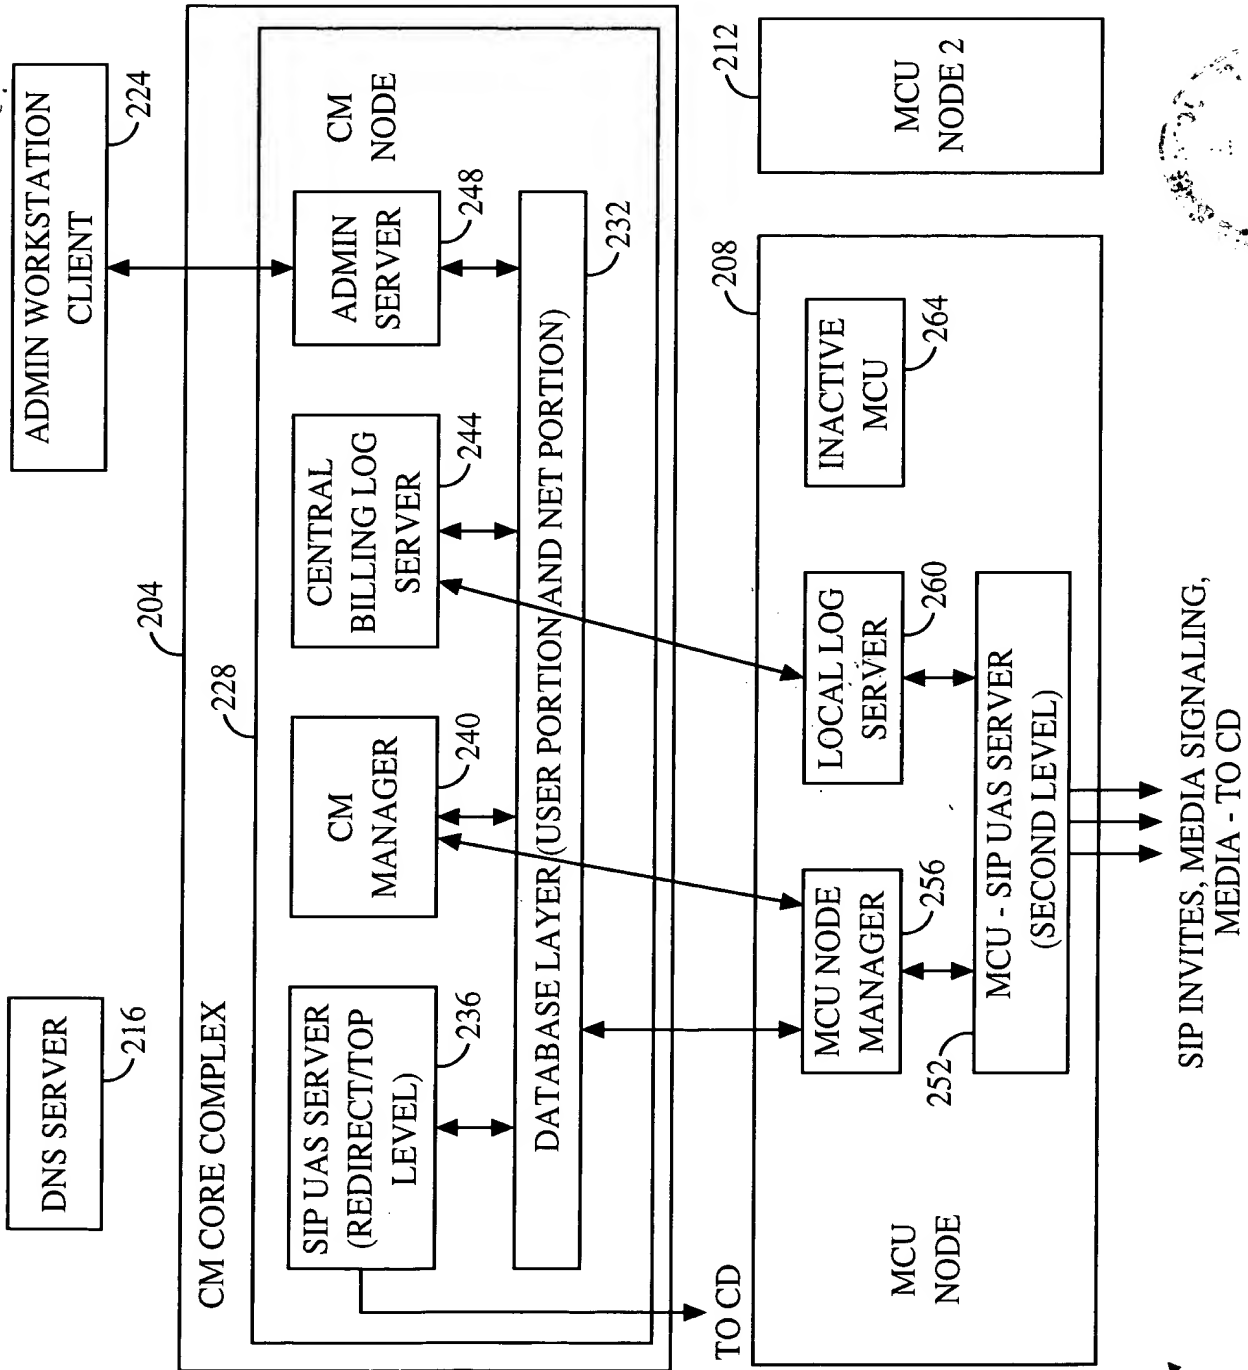 DNS SERVER
216
ADMIN WORKSTATION
CLIENT
224
204
CM CORE COMPLEX
228
SIP UAS SERVER
(REDIRECT/TOP
LEVEL)
236
CM
MANAGER
240
CENTRAL
BILLING LOG
SERVER
244
ADMIN
SERVER
248
CM
NODE
DATABASE LAYER (USER PORTION AND NET PORTION)
232
TO CD
208
212
MCU NODE
MANAGER
256
LOCAL LOG
SERVER
260
INACTIVE
MCU
264
MCU
NODE 2
MCU
NODE
252
MCU - SIP UAS SERVER
(SECOND LEVEL)
SIP INVITES, MEDIA SIGNALING,
MEDIA - TO CD